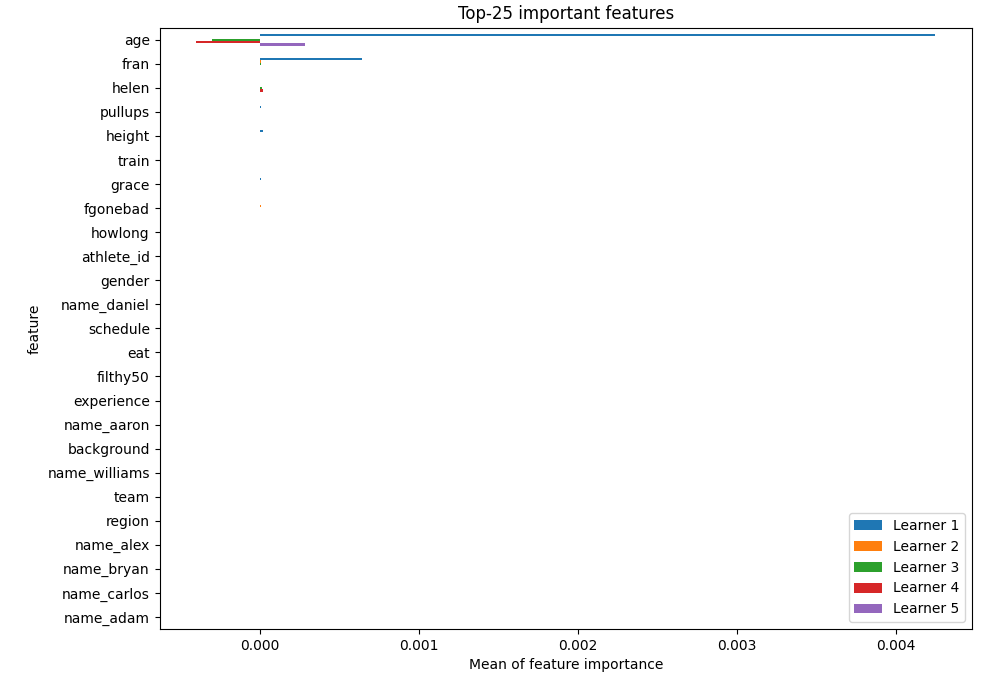 Top-25 important features
age
fran
helen
pullups
height
train
grace
fgonebad
howlong
athlete_id
gender
name_daniel
schedule
eat
filthy50
experience
name_aaron
background
name_williams
team
region
name_alex
name_bryan
name_carlos
name_adam
feature
Learner 1
Learner 2
Learner 3
Learner 4
Learner 5
0.000 0.001 0.002 0.003 0.004
Mean of feature importance